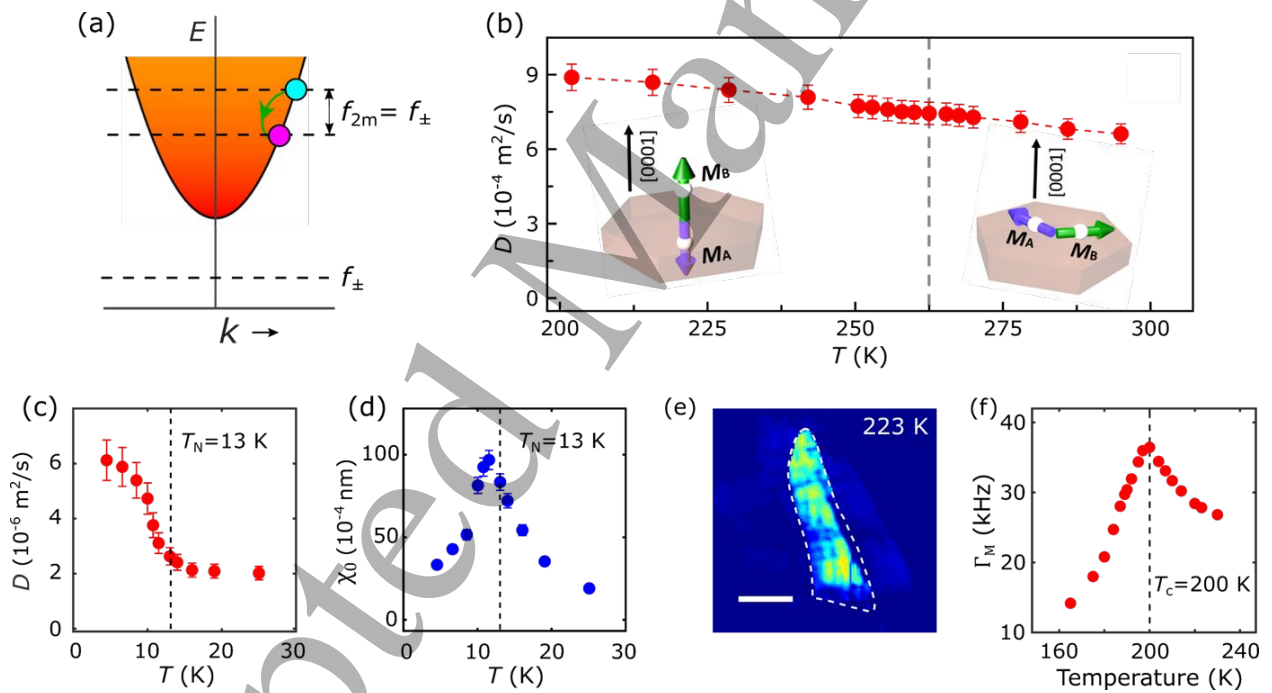 (a)
E
f2m = f±
f±
k →
(b)
D (10-4 m2/s)
9
6
3
0
[0001]
MB
MA
[0001]
MA
MB
200
225
250
275
300
T (K)
(c)
D (10-6 m2/s)
6
4
2
0
TN=13 K
0
10
20
30
T (K)
(d)
χ0 (10-4 nm)
100
50
0
TN=13 K
0
10
20
30
T (K)
(e)
223 K
(f)
ΓM (kHz)
40
30
20
10
Tc=200 K
160
200
240
Temperature (K)
pted Man